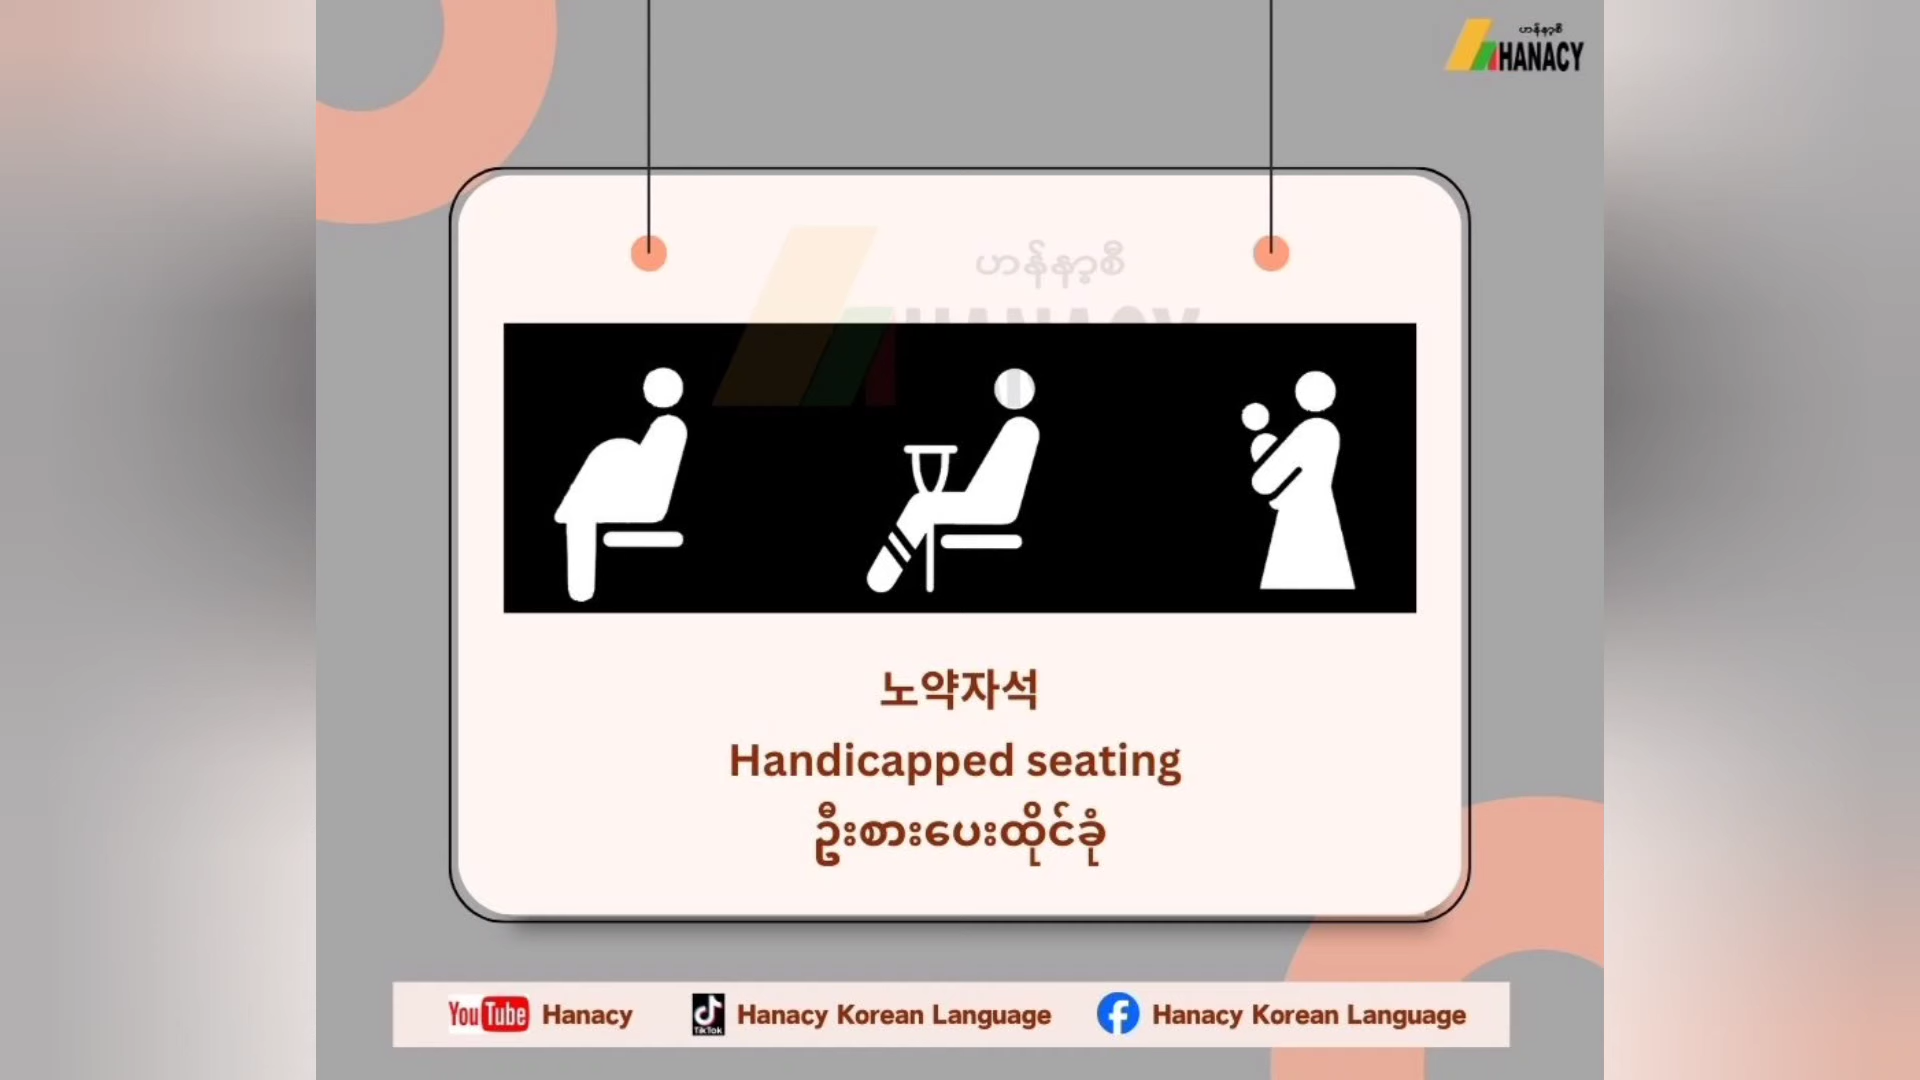 ဟန်နာ့စီ
HANACY
ဟန်နာ့စီ
HANACY
노약자석
Handicapped seating
ဦးစားပေးထိုင်ခုံ
YouTube Hanacy
TikTok Hanacy Korean Language
Hanacy Korean Language